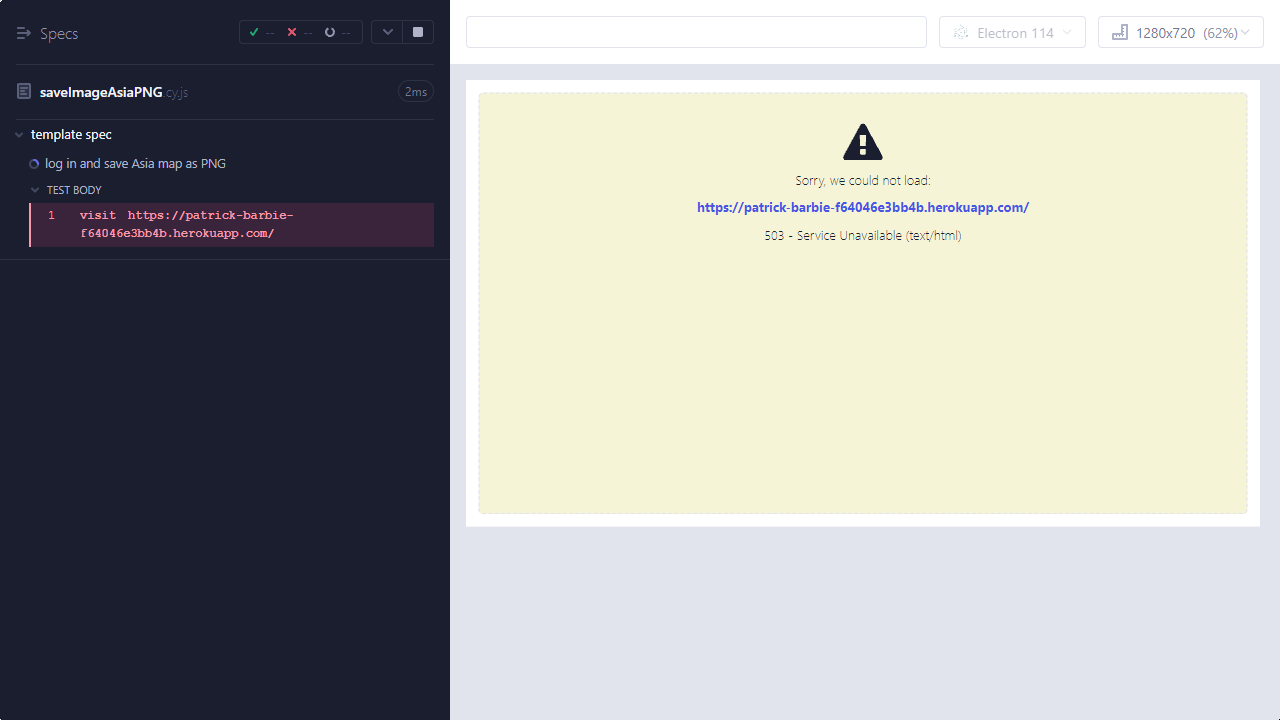 Specs
--
--
--
saveImageAsiaPNG.cy.js
2ms
template spec
log in and save Asia map as PNG
TEST BODY
1 visit https://patrick-barbie-
f64046e3bb4b.herokuapp.com/
Electron 114
1280x720 (62%)
Sorry, we could not load:
https://patrick-barbie-f64046e3bb4b.herokuapp.com/
503 - Service Unavailable (text/html)